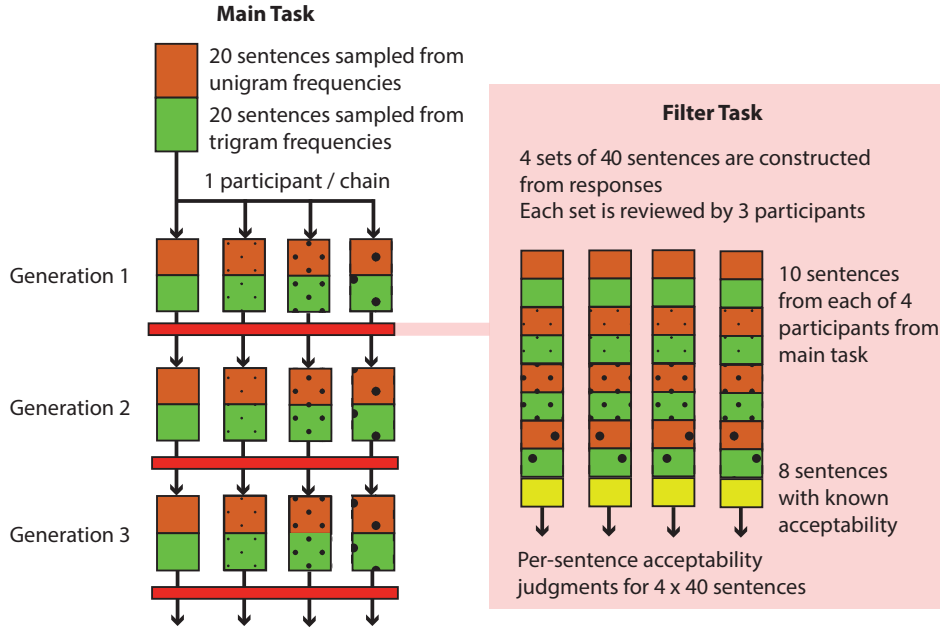 Main Task
20 sentences sampled from
unigram frequencies
20 sentences sampled from
trigram frequencies
1 participant / chain
Generation 1
Generation 2
Generation 3
Filter Task
4 sets of 40 sentences are constructed
from responses
Each set is reviewed by 3 participants
10 sentences
from each of 4
participants from
main task
8 sentences
with known
acceptability
Per-sentence acceptability
judgments for 4 x 40 sentences